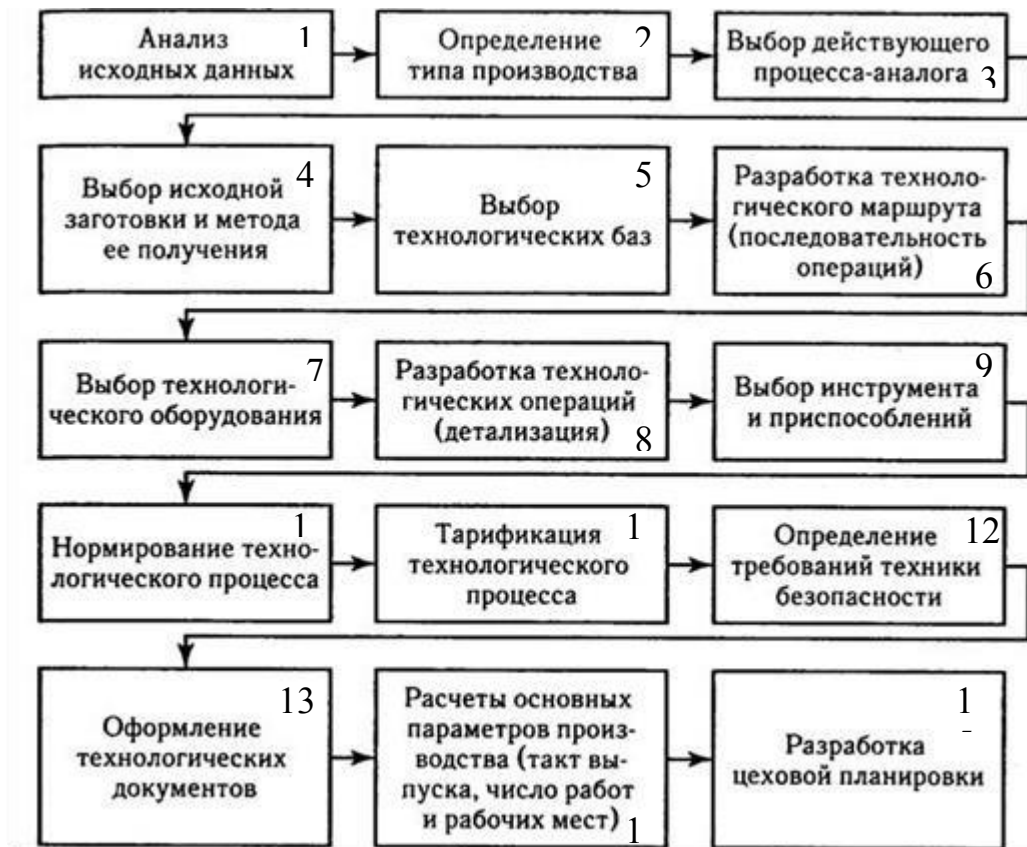 Анализ 1
исходных данных
Определение 2
типа производства
Выбор действующего
процесса-аналога 3
Выбор исходной 4
заготовки и метода
ее получения
5
Выбор
технологических баз
Разработка техноло-
гического маршрута
(последовательность
операций) 6
7
Выбор технологи-
ческого оборудования
Разработка техноло-
гических операций
(детализация) 8
9
Выбор инструмента
и приспособлений
1
Нормирование техно-
логического процесса
Тарификация 1
технологического
процесса
Определение 12
требований техники
безопасности
13
Оформление
технологических
документов
Расчеты основных
параметров произ-
водства (такт вы-
пуска, число работ
и рабочих мест) 1
1
Разработка
цеховой планировки